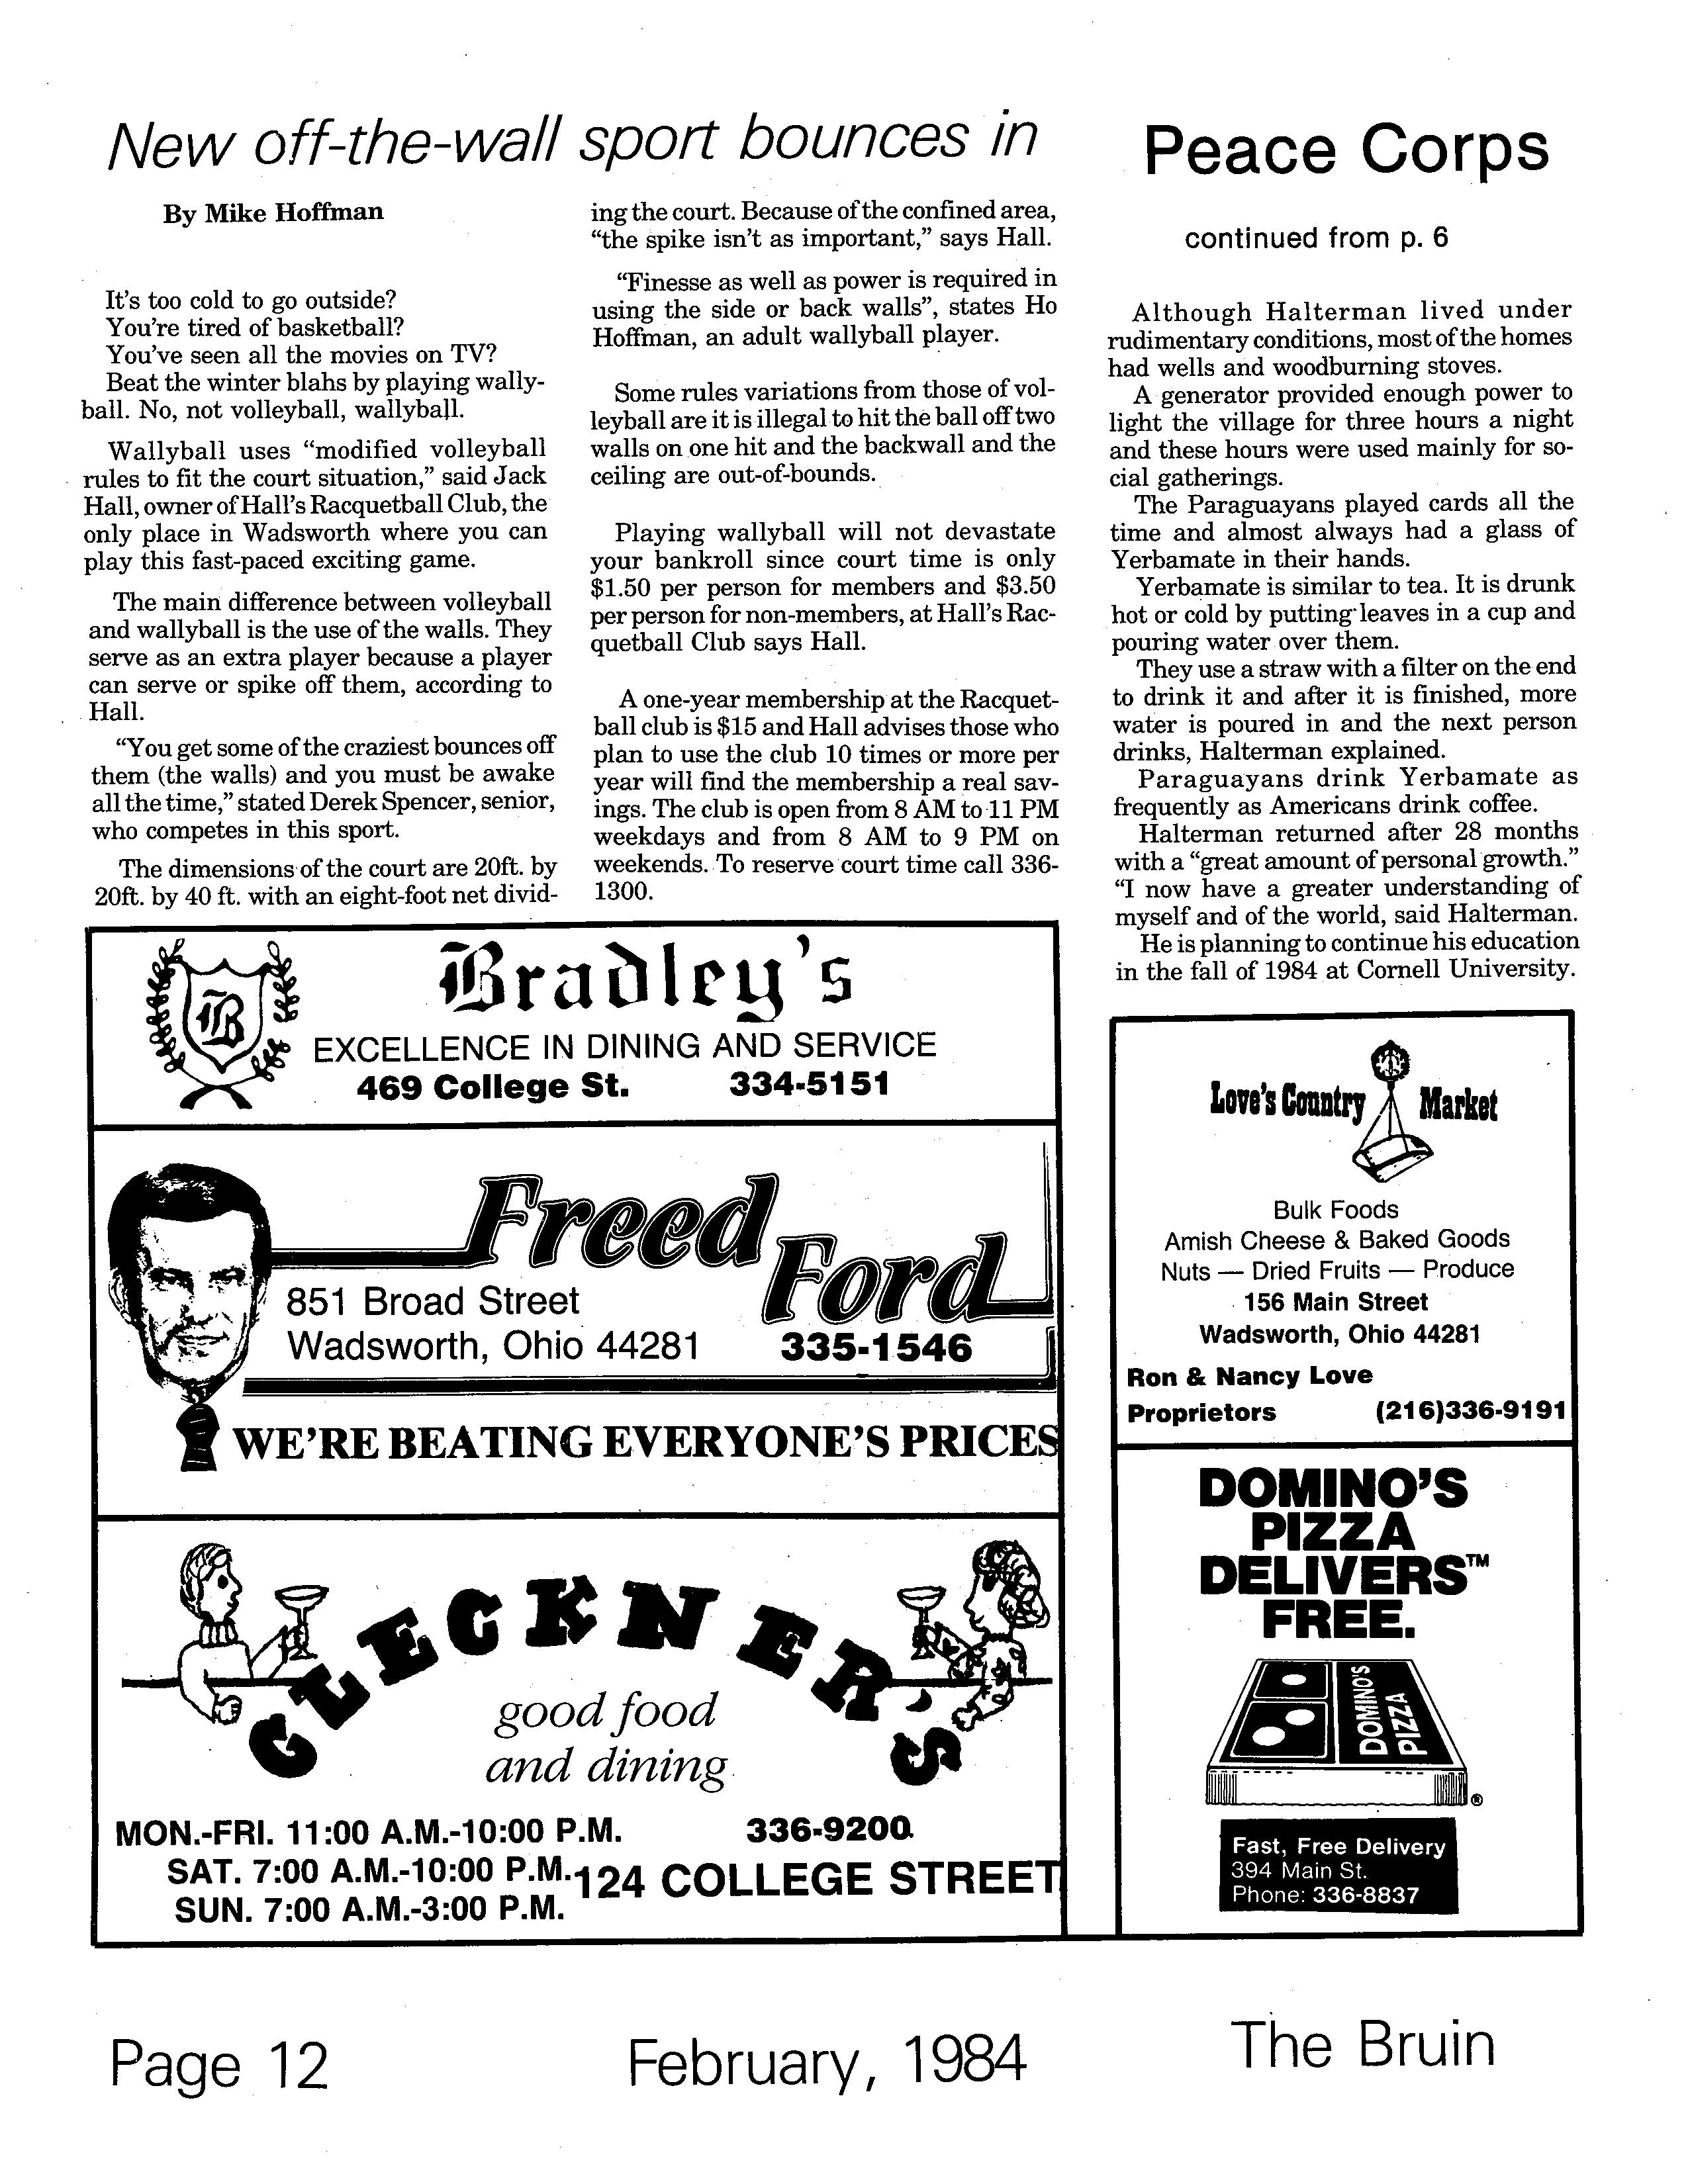 New off-the-wall sport bounces in
By Mike Hoffman
It's too cold to go outside?
You're tired of basketball?
You've seen all the movies on TV?
Beat the winter blahs by playing wally-
ball. No, not volleyball, wallyball.
Wallyball uses “modified volleyball
rules to fit the court situation,” said Jack
Hall, owner of Hall's Racquetball Club, the
only place in Wadsworth where you can
play this fast-paced exciting game.
The main difference between volleyball
and wallyball is the use of the walls. They
serve as an extra player because a player
can serve or spike off them, according to
Hall.
“You get some of the craziest bounces off
them (the walls) and you must be awake
all the time,” stated Derek Spencer, senior,
who competes in this sport.
The dimensions of the court are 20ft. by
20ft. by 40 ft. with an eight-foot net divid-
ing the court. Because of the confined area,
“the spike isn't as important,” says Hall.
“Finesse as well as power is required in
using the side or back walls”, states Ho
Hoffman, an adult wallyball player.
Some rules variations from those of vol-
leyball are it is illegal to hit the ball off two
walls on one hit and the backwall and the
ceiling are out-of-bounds.
Playing wallyball will not devastate
your bankroll since court time is only
$1.50 per person for members and $3.50
per person for non-members, at Hall's Rac-
quetball Club says Hall.
A one-year membership at the Racquet-
ball club is $15 and Hall advises those who
plan to use the club 10 times or more per
year will find the membership a real sav-
ings. The club is open from 8 AM to 11 PM
weekdays and from 8 AM to 9 PM on
weekends. To reserve court time call 336-
1300.
Peace Corps
continued from p. 6
Although Halterman lived under
rudimentary conditions, most of the homes
had wells and woodburning stoves.
A generator provided enough power to
light the village for three hours a night
and these hours were used mainly for so-
cial gatherings.
The Paraguayans played cards all the
time and almost always had a glass of
Yerbamate in their hands.
Yerbamate is similar to tea. It is drunk
hot or cold by putting leaves in a cup and
pouring water over them.
They use a straw with a filter on the end
to drink it and after it is finished, more
water is poured in and the next person
drinks, Halterman explained.
Paraguayans drink Yerbamate as
frequently as Americans drink coffee.
Halterman returned after 28 months
with a “great amount of personal growth.”
“I now have a greater understanding of
myself and of the world, said Halterman.
He is planning to continue his education
in the fall of 1984 at Cornell University.
B
Bradley's
EXCELLENCE IN DINING AND SERVICE
469 College St. 334-5151
Freed
Ford
851 Broad Street
Wadsworth, Ohio 44281 335-1546
WE'RE BEATING EVERYONE'S PRICES
GLECKNER'S
good food
and dining
MON.-FRI. 11:00 A.M.-10:00 P.M. 336-9200
SAT. 7:00 A.M.-10:00 P.M. 124 COLLEGE STREET
SUN. 7:00 A.M.-3:00 P.M.
Love's Country Market
Bulk Foods
Amish Cheese & Baked Goods
Nuts — Dried Fruits — Produce
156 Main Street
Wadsworth, Ohio 44281
Ron & Nancy Love
Proprietors (216)336-9191
DOMINO'S
PIZZA
DELIVERS™
FREE.
DOMINO'S
PIZZA
®
Fast, Free Delivery
394 Main St.
Phone: 336-8837
Page 12 February, 1984 The Bruin